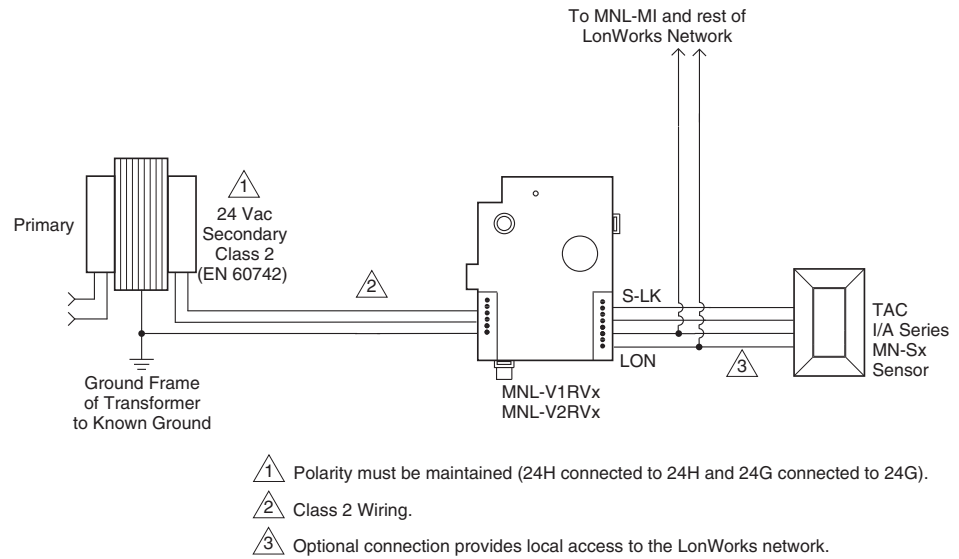 To MNL-MI and rest of
LonWorks Network
Primary
1
24 Vac
Secondary
Class 2
(EN 60742)
2
S-LK
LON
3
TAC
I/A Series
MN-Sx
Sensor
Ground Frame
of Transformer
to Known Ground
MNL-V1RVx
MNL-V2RVx
1 Polarity must be maintained (24H connected to 24H and 24G connected to 24G).
2 Class 2 Wiring.
3 Optional connection provides local access to the LonWorks network.